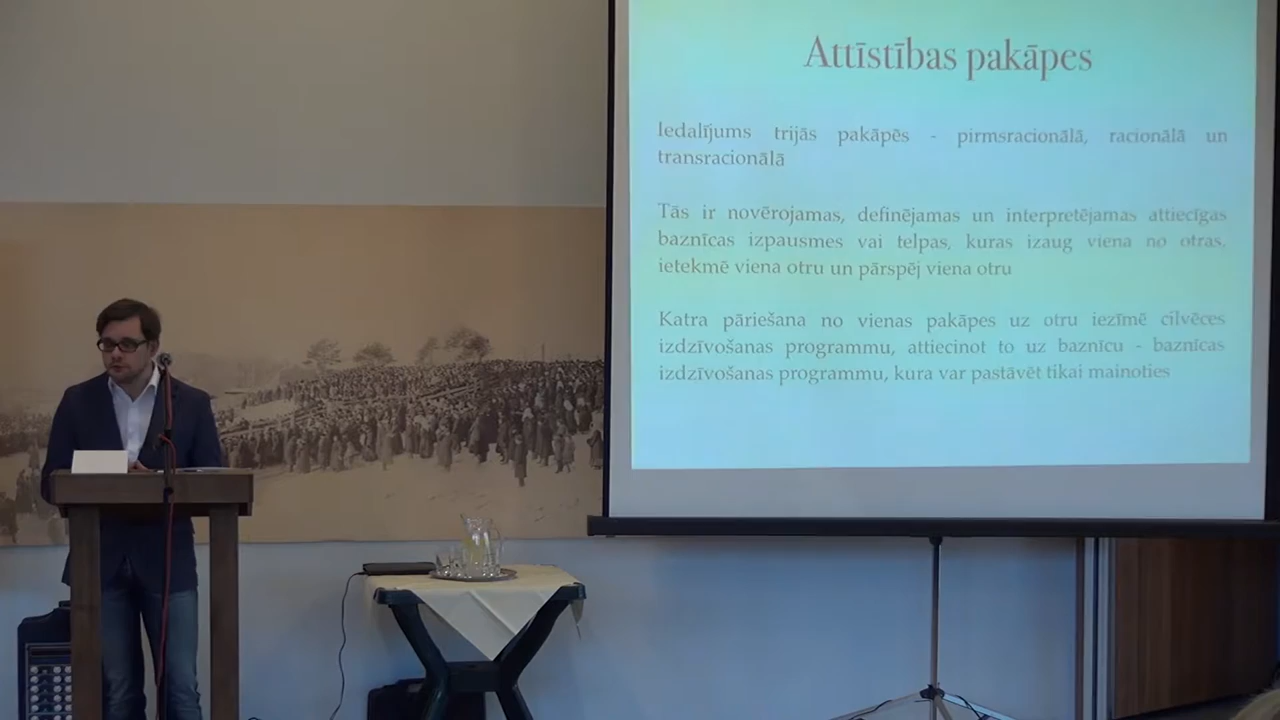 Attīstības pakāpes
Iedalījums trijās pakāpēs - pirmsracionālā, racionālā un
transracionālā
Tās ir novērojamas, definējamas un interpretējamas attiecīgas
baznīcas izpausmes vai telpas, kuras izaug viena no otras,
ietekmē viena otru un pārspēj viena otru
Katra pāriešana no vienas pakāpes uz otru iezīmē cilvēces
izdzīvošanas programmu, attiecinot to uz baznīcu - baznīcas
izdzīvošanas programmu, kura var pastāvēt tikai mainoties